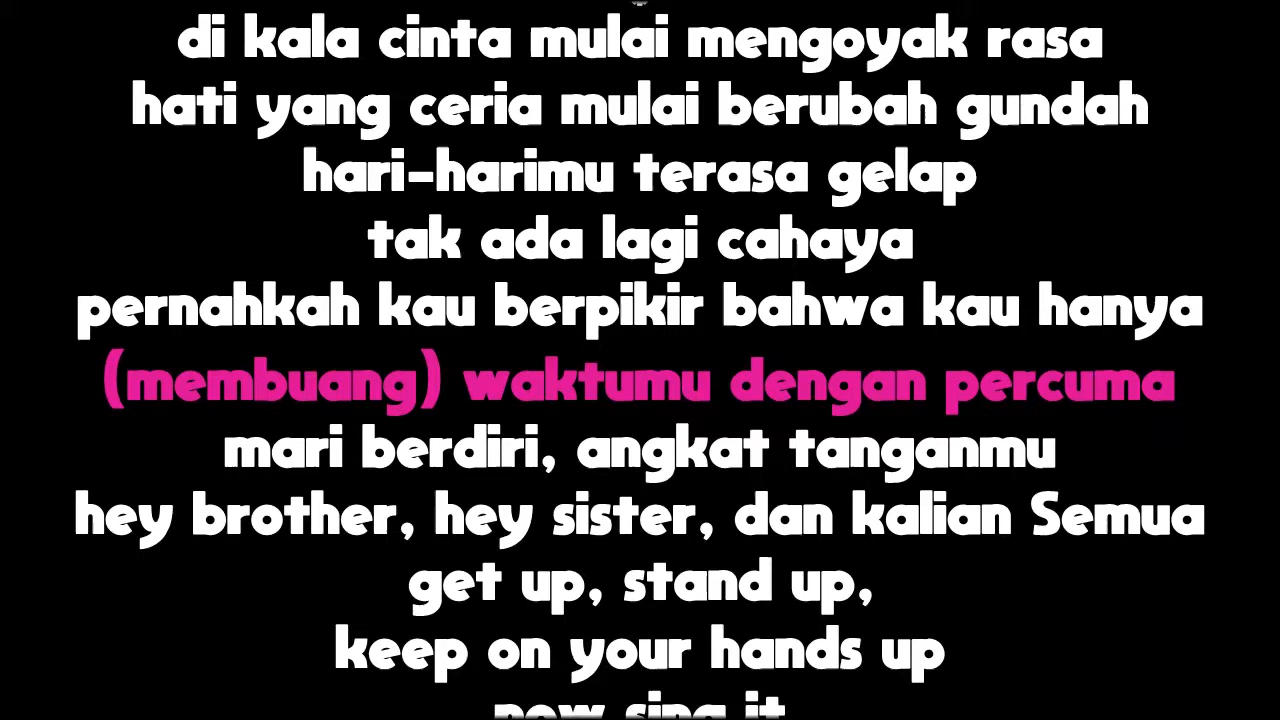 di kala cinta mulai mengoyak rasa
hati yang ceria mulai berubah gundah
hari-harimu terasa gelap
tak ada lagi cahaya
pernahkah kau berpikir bahwa kau hanya
(membuang) waktumu dengan percuma
mari berdiri, angkat tanganmu
hey brother, hey sister, dan kalian Semua
get up, stand up,
keep on your hands up
now sing it